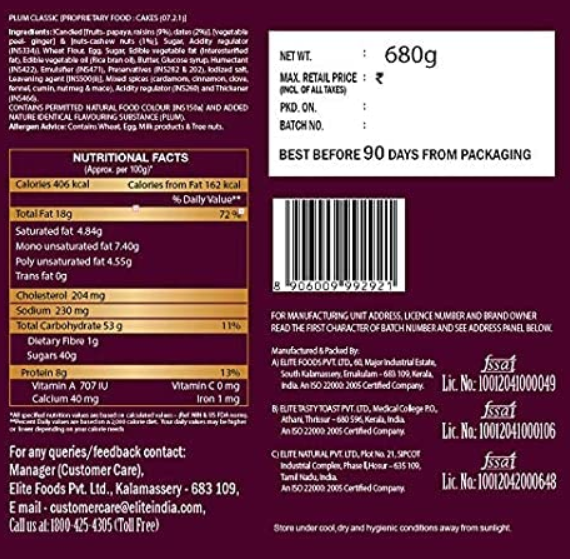 PLUM CLASSIC [PROPRIETARY FOOD : CAKES (07.2.1)]
Ingredients: [Candied [fruits- papaya, raisins (9%), dates (2%)], [vegetable
peel- ginger] & [nuts-cashew nuts (1%)], Sugar, Acidity regulator
(INS334)], Wheat Flour, Egg, Sugar, Edible vegetable fat (Interesterified
fat), Edible vegetable oil (Rice bran oil), Butter, Glucose syrup, Humectant
(INS422), Emulsifier (INS471), Preservatives (INS282 & 202), Iodized salt,
Leavening agent [INS500(ii)], Mixed spices (cardamom, cinnamon, clove,
fennel, cumin, nutmeg & mace), Acidity regulator (INS260) and Thickener
(INS466).
CONTAINS PERMITTED NATURAL FOOD COLOUR (INS150a) AND ADDED
NATURE IDENTICAL FLAVOURING SUBSTANCE (PLUM).
Allergen Advice: Contains Wheat, Egg, Milk products & Tree nuts.
NUTRITIONAL FACTS
(Approx. per 100g)*
Calories 406 kcal Calories from Fat 162 kcal
% Daily Value**
Total Fat 18g 72 %
Saturated fat 4.84g
Mono unsaturated fat 7.40g
Poly unsaturated fat 4.55g
Trans fat 0g
Cholesterol 204 mg
Sodium 230 mg
Total Carbohydrate 53 g 11%
Dietary Fibre 1g
Sugars 40g
Protein 8g 13%
Vitamin A 707 IU Vitamin C 0 mg
Calcium 40 mg Iron 1 mg
*All specified nutrition values are based on calculated values - (Ref NIN & US FDA norms)
**Percent Daily values are based on a 2,000 calorie diet. Your daily values may be higher
or lower depending on your calorie needs
For any queries/feedback contact:
Manager (Customer Care),
Elite Foods Pvt. Ltd., Kalamassery - 683 109,
E mail - customercare@eliteindia.com,
Call us at: 1800-425-4305 (Toll Free)
NET WT. : 680g
MAX. RETAIL PRICE : ₹
(INCL. OF ALL TAXES)
PKD. ON. :
BATCH NO. :
BEST BEFORE 90 DAYS FROM PACKAGING
8 906009 992921
FOR MANUFACTURING UNIT ADDRESS, LICENCE NUMBER AND BRAND OWNER
READ THE FIRST CHARACTER OF BATCH NUMBER AND SEE ADDRESS PANEL BELOW.
Manufactured & Packed By:
A) ELITE FOODS PVT. LTD., 60, Major Industrial Estate,
South Kalamassery, Ernakulam - 683 109, Kerala,
India. An ISO 22000: 2005 Certified Company.
fssai
Lic. No: 10012041000049
B) ELITE TASTY TOAST PVT. LTD., Medical College P.O.,
Athani, Thrissur - 680 596, Kerala, India.
An ISO 22000: 2005 Certified Company.
fssai
Lic. No: 10012041000106
C) ELITE NATURAL PVT. LTD., Plot No. 21, SIPCOT
Industrial Complex, Phase II, Hosur - 635 109,
Tamil Nadu, India.
An ISO 22000: 2005 Certified Company.
fssai
Lic. No: 10012042000648
Store under cool, dry and hygienic conditions away from sunlight.